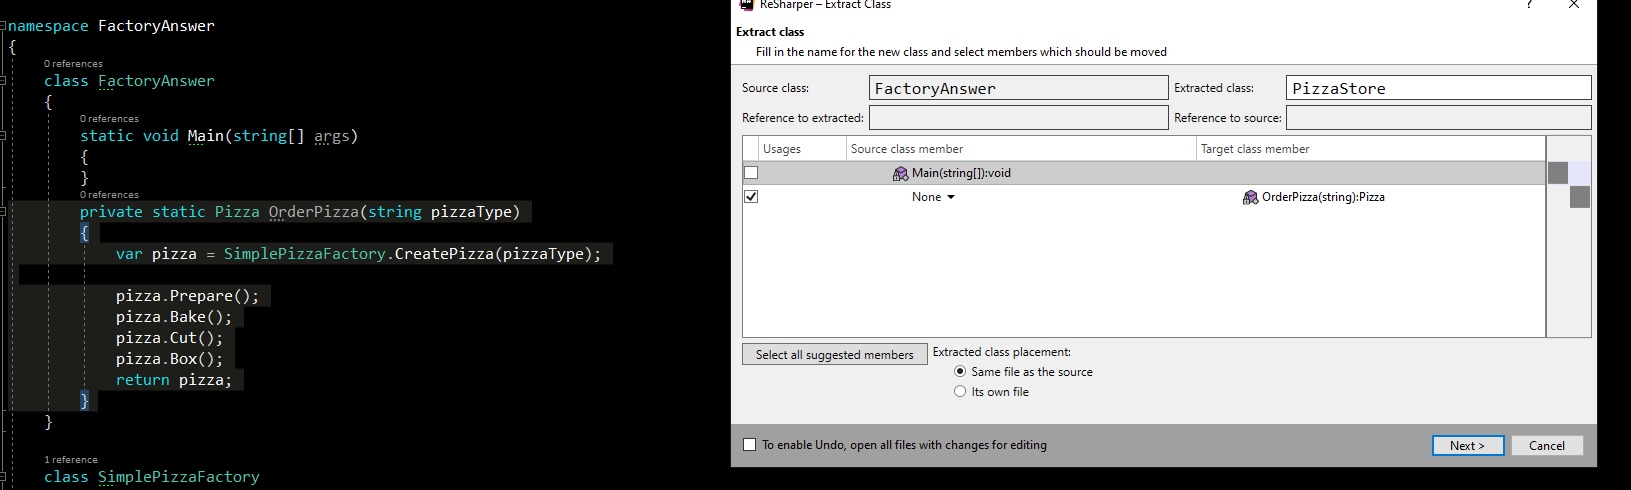 namespace FactoryAnswer
{
0 references
class FactoryAnswer
{
0 references
static void Main(string[] args)
{
}
0 references
private static Pizza OrderPizza(string pizzaType)
{
var pizza = SimplePizzaFactory.CreatePizza(pizzaType);
pizza.Prepare();
pizza.Bake();
pizza.Cut();
pizza.Box();
return pizza;
}
}
1 reference
class SimplePizzaFactory
ReSharper – Extract Class
Extract class
Fill in the name for the new class and select members which should be moved
Source class: FactoryAnswer Extracted class: PizzaStore
Reference to extracted: Reference to source:
Usages Source class member Target class member
Main(string[]):void
None OrderPizza(string):Pizza
Select all suggested members
Extracted class placement:
Same file as the source
Its own file
To enable Undo, open all files with changes for editing
Next > Cancel